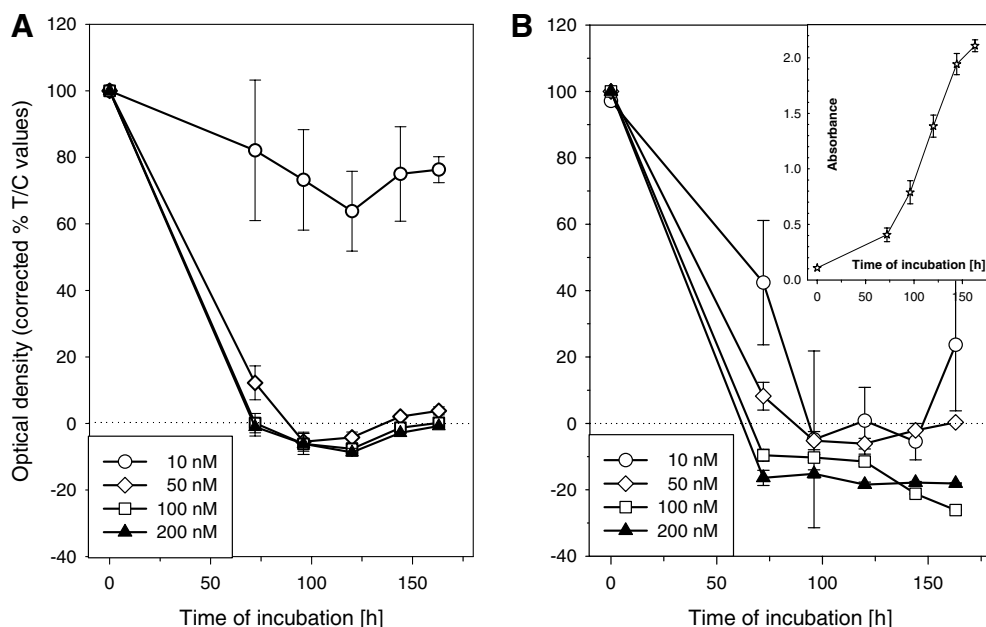 A
Optical density (corrected % T/C values)
120
100
80
60
40
20
0
-20
-40
10 nM
50 nM
100 nM
200 nM
0
50
100
150
Time of incubation [h]
B
120
100
80
60
40
20
0
-20
-40
10 nM
50 nM
100 nM
200 nM
0
50
100
150
Time of incubation [h]
Absorbance
2.0
1.5
1.0
0.5
0.0
Time of incubation [h]
0
50
100
150